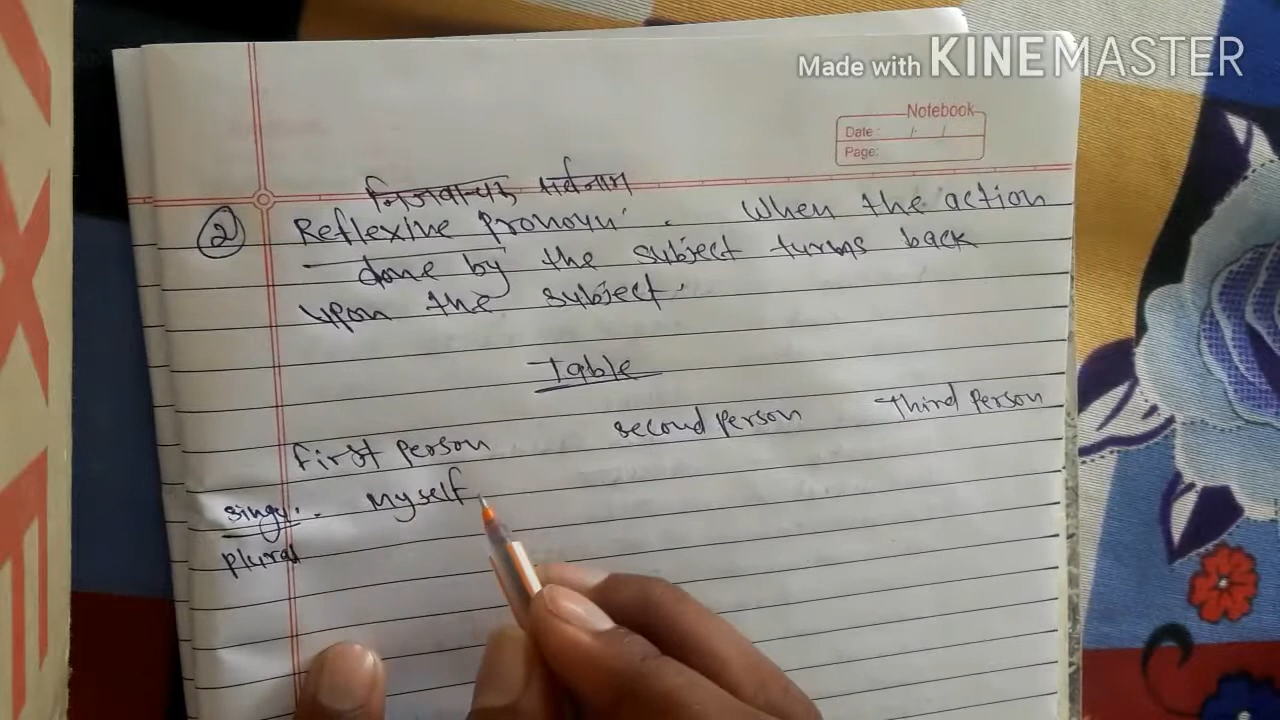 Made with KINEMASTER
Notebook
Date : / /
Page:
निजवाचक सर्वनाम
② Reflexive Pronoun . When the action
done by the subject turns back
upon the subject.
Table
First person second person Third Person
singu. . Myself
Plural